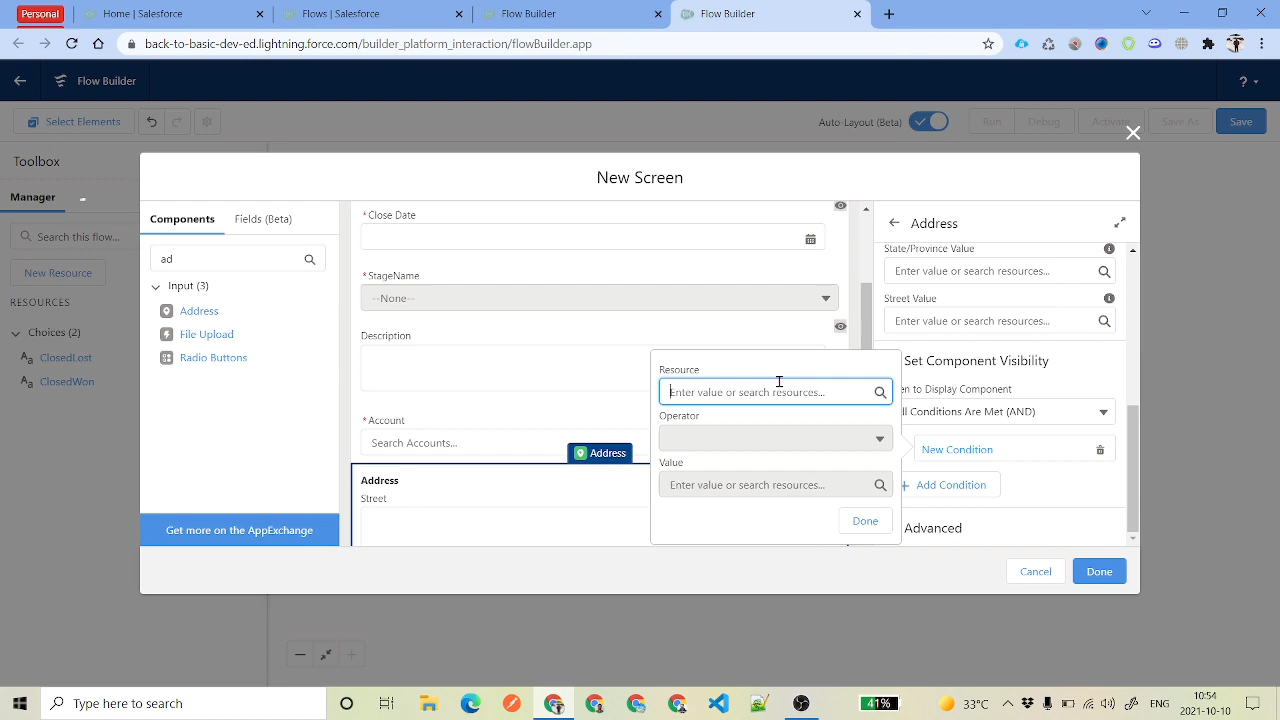 Personal
Home | Salesforce
Flows | Salesforce
Flow Builder
Flow Builder
back-to-basic-dev-ed.lightning.force.com/builder_platform_interaction/flowBuilder.app
Flow Builder
?
Select Elements
Auto-Layout (Beta)
Run
Debug
Activate
Save As
Save
Toolbox
Manager
Search this flow...
New Resource
RESOURCES
Choices (2)
ClosedLost
ClosedWon
New Screen
Components
Fields (Beta)
ad
Input (3)
Address
File Upload
Radio Buttons
Get more on the AppExchange
* Close Date
* StageName
--None--
Description
* Account
Search Accounts...
Address
Address
Street
Resource
Enter value or search resources...
Operator
Value
Enter value or search resources...
Done
Address
State/Province Value
Enter value or search resources...
Street Value
Enter value or search resources...
Set Component Visibility
en to Display Component
ll Conditions Are Met (AND)
New Condition
+ Add Condition
Advanced
Cancel
Done
Type here to search
41%
33°C
ENG
10:54
2021-10-10